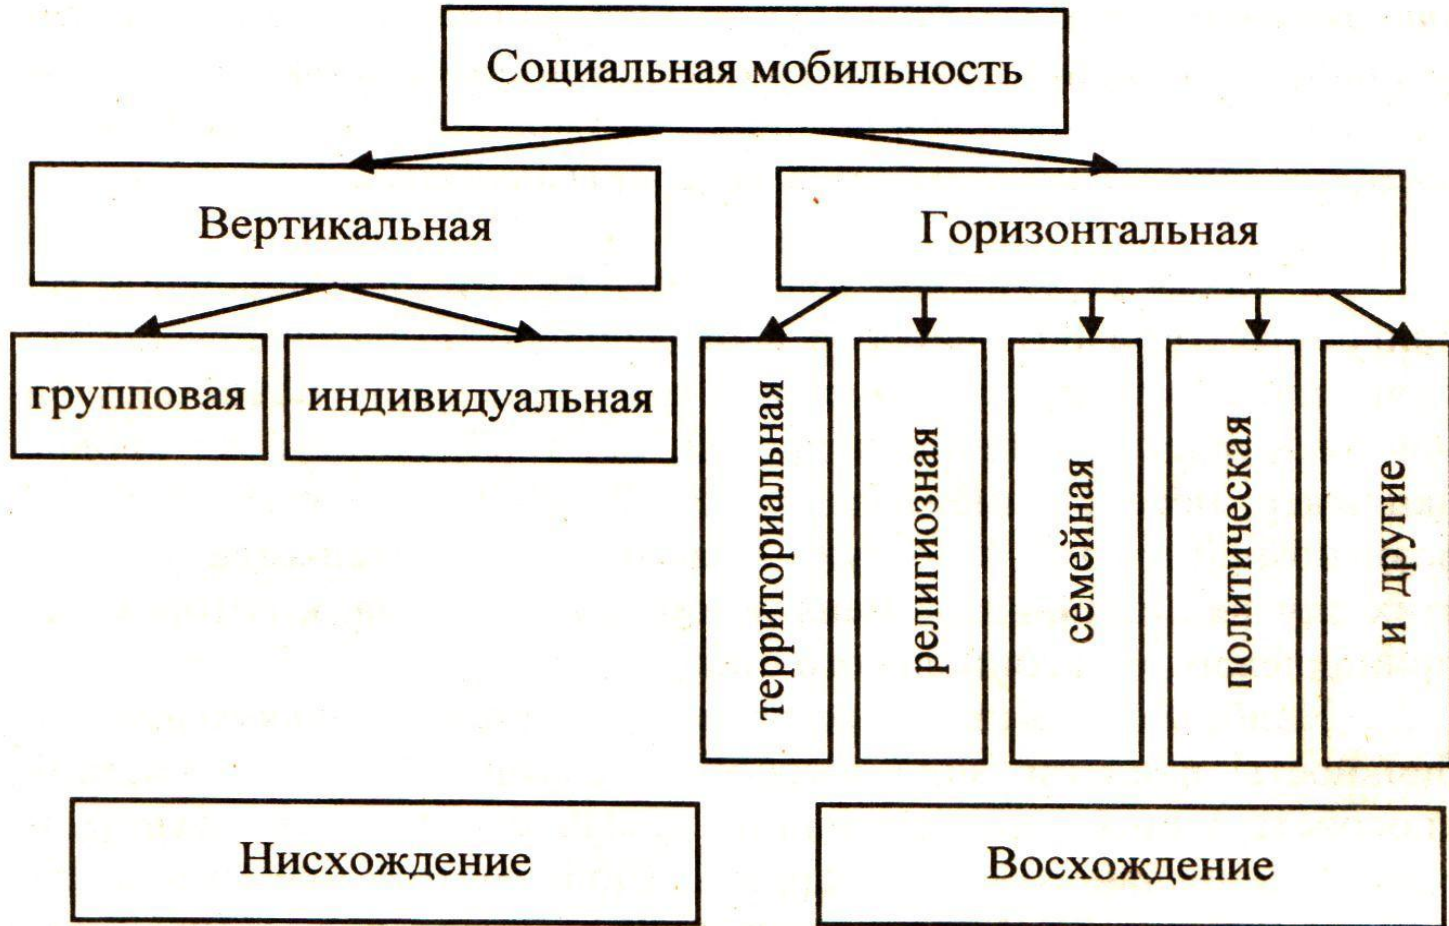 Социальная мобильность
Вертикальная
Горизонтальная
групповая
индивидуальная
территориальная
религиозная
семейная
политическая
и другие
Нисхождение
Восхождение